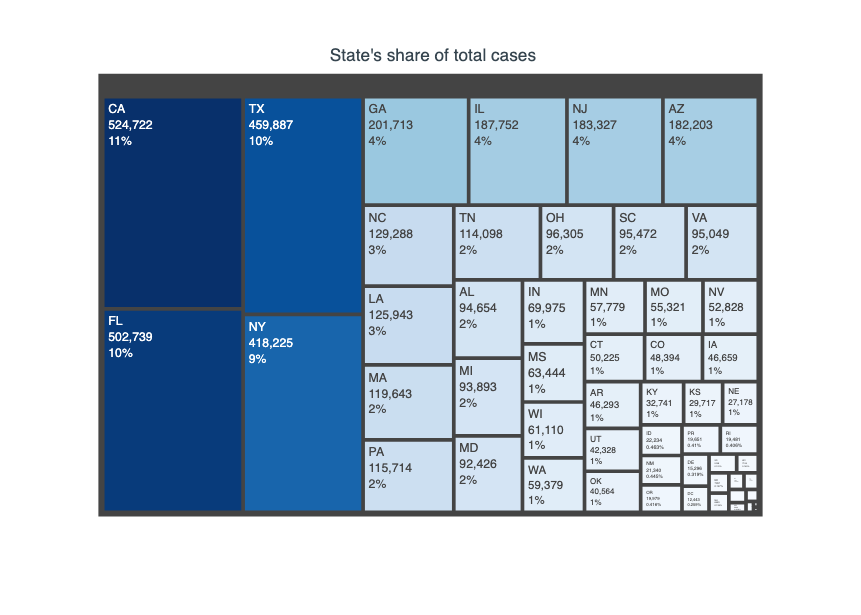 State's share of total cases
CA
524,722
11%
TX
459,887
10%
GA
201,713
4%
IL
187,752
4%
NJ
183,327
4%
AZ
182,203
4%
FL
502,739
10%
NY
418,225
9%
NC
129,288
3%
TN
114,098
2%
OH
96,305
2%
SC
95,472
2%
VA
95,049
2%
LA
125,943
3%
MA
119,643
2%
PA
115,714
2%
AL
94,654
2%
MI
93,893
2%
MD
92,426
2%
IN
69,975
1%
MS
63,444
1%
WI
61,110
1%
WA
59,379
1%
MN
57,779
1%
MO
55,321
1%
NV
52,828
1%
CT
50,225
1%
CO
48,394
1%
IA
46,659
1%
AR
46,293
1%
UT
42,328
1%
OK
40,564
1%
KY
32,741
1%
KS
29,717
1%
NE
27,178
1%
ID
22,234
0.463%
PR
19,651
0.41%
RI
19,481
0.406%
NM
21,340
0.445%
DE
15,296
0.319%
OR
DC
12,443
0.259%